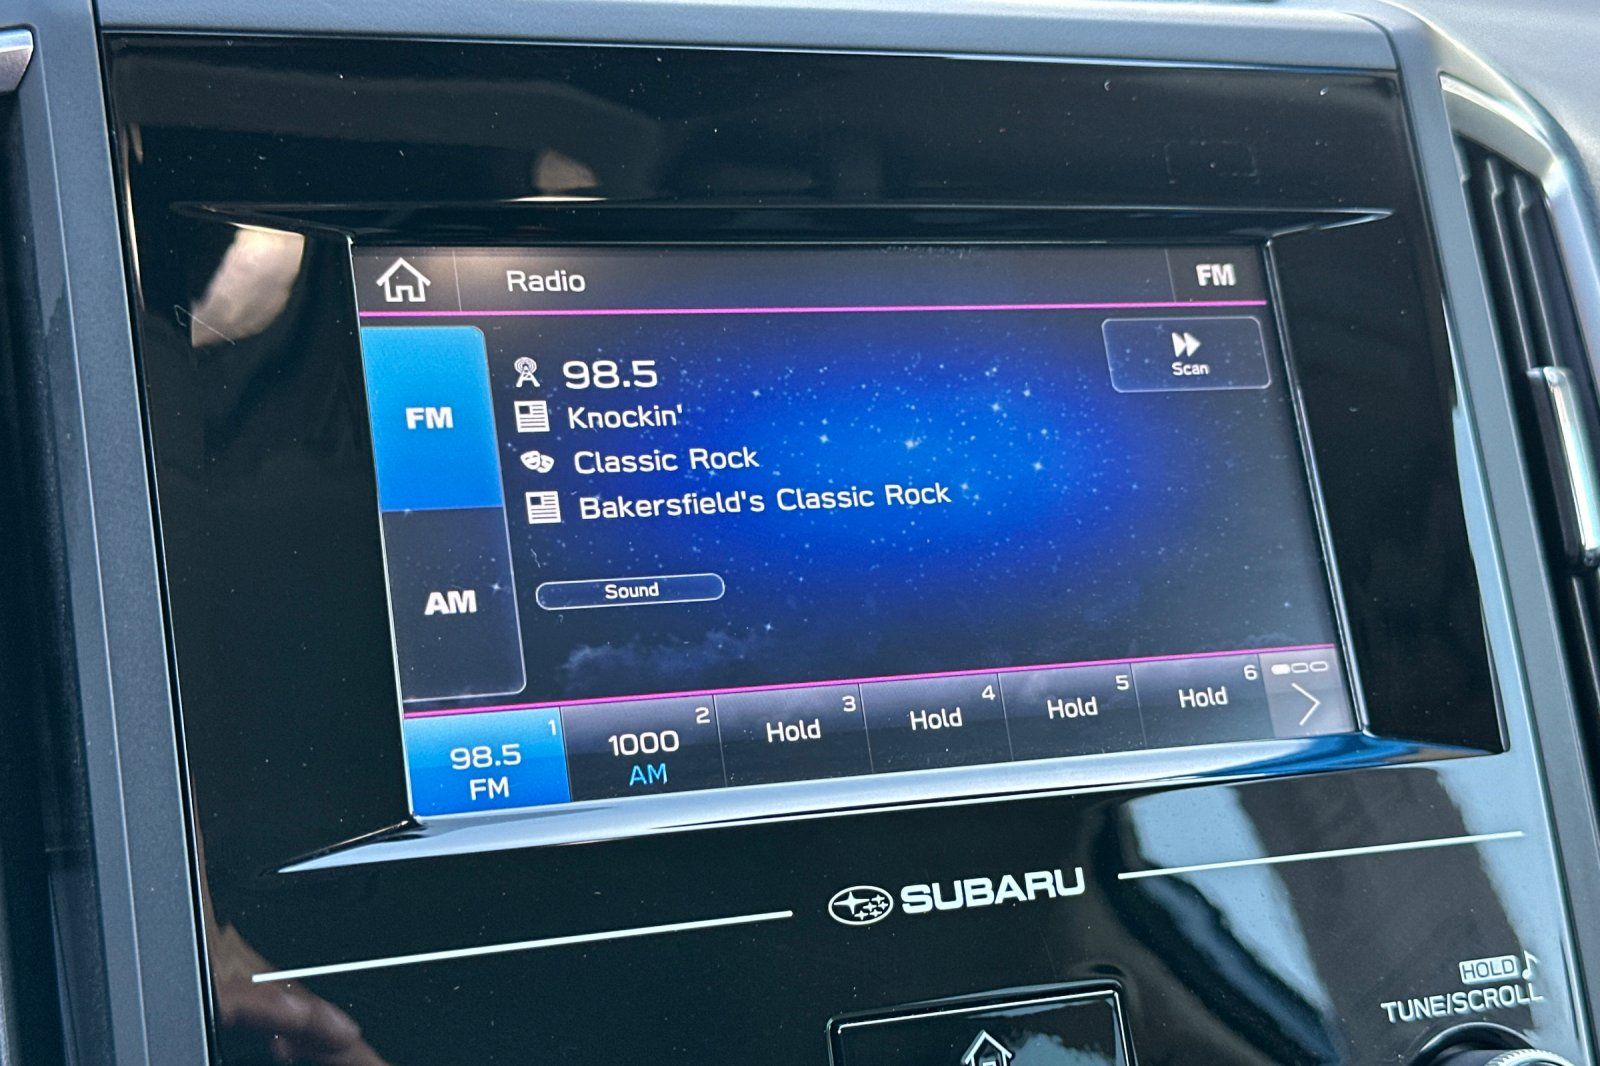 Radio
FM
FM
98.5
Scan
Knockin'
Classic Rock
Bakersfield's Classic Rock
AM
Sound
1
98.5
FM
2
1000
AM
3
Hold
4
Hold
5
Hold
6
Hold
SUBARU
HOLD
TUNE/SCROLL